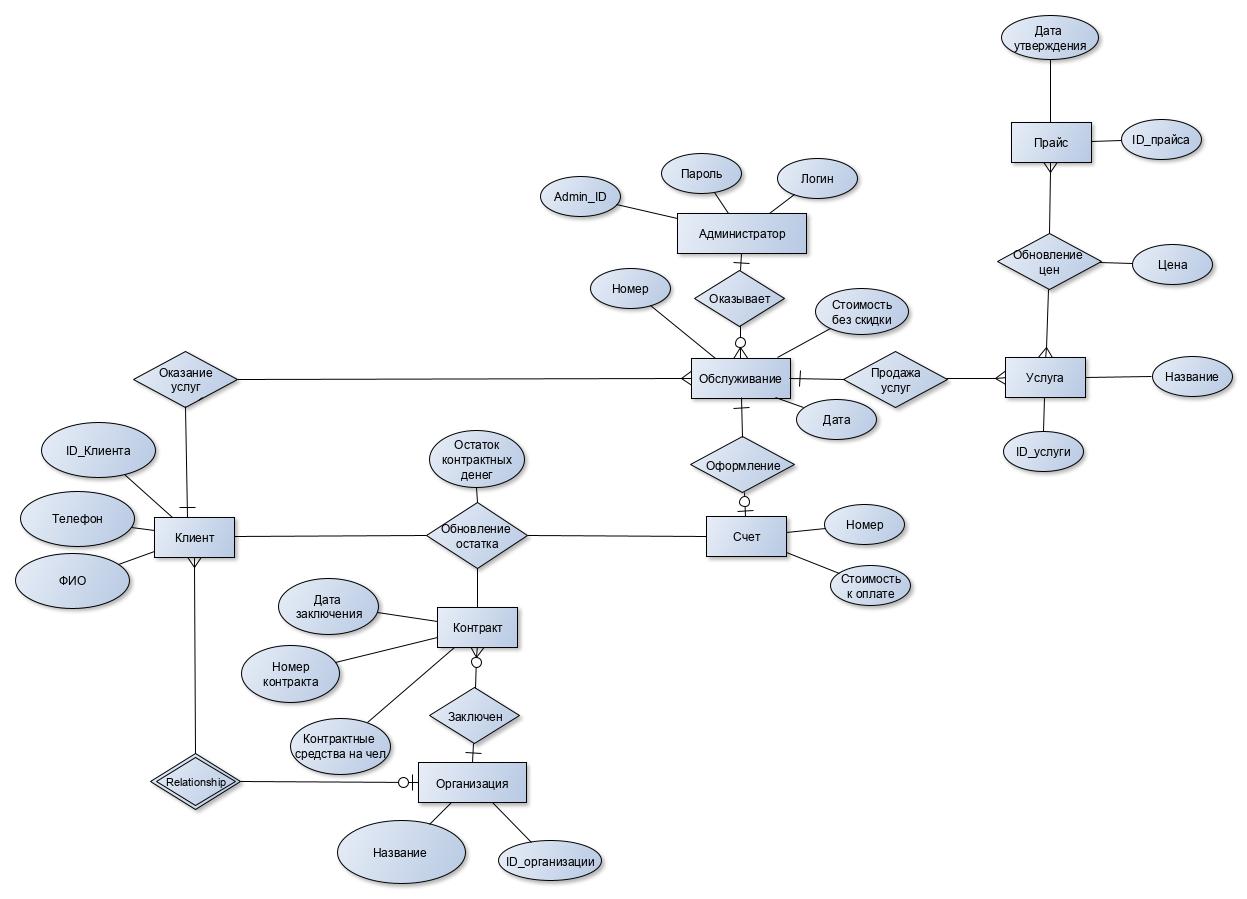 Дата
утверждения
Прайс
ID_прайса
Пароль
Логин
Admin_ID
Администратор
Обновление
цен
Цена
Номер
Оказывает
Стоимость
без скидки
Оказание
услуг
Обслуживание
Продажа
услуг
Услуга
Название
Дата
ID_Клиента
Остаток
контрактных
денег
Оформление
ID_услуги
Телефон
Клиент
Обновление
остатка
Счет
Номер
ФИО
Стоимость
к оплате
Дата
заключения
Контракт
Номер
контракта
Заключен
Контрактные
средства на чел
Relationship
Организация
Название
ID_организации